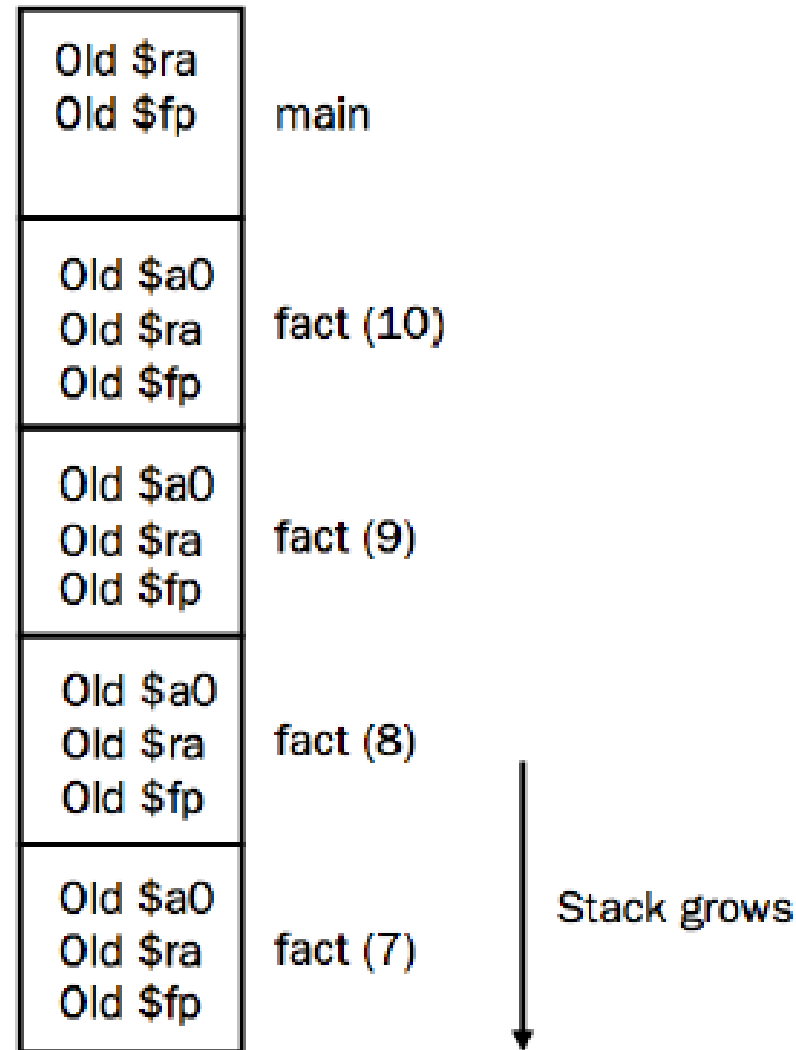 Old $ra
Old $fp
main
Old $a0
Old $ra
Old $fp
fact (10)
Old $a0
Old $ra
Old $fp
fact (9)
Old $a0
Old $ra
Old $fp
fact (8)
Old $a0
Old $ra
Old $fp
fact (7)
Stack grows